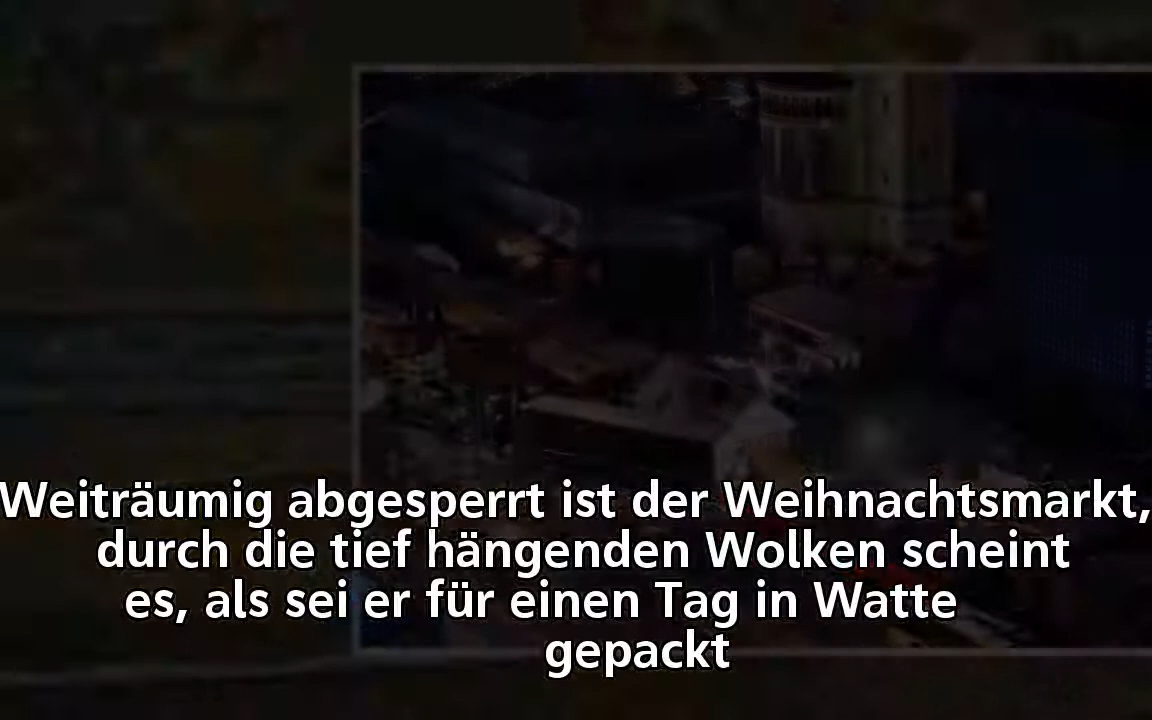 Weiträumig abgesperrt ist der Weihnachtsmarkt,
durch die tief hängenden Wolken scheint
es, als sei er für einen Tag in Watte
gepackt